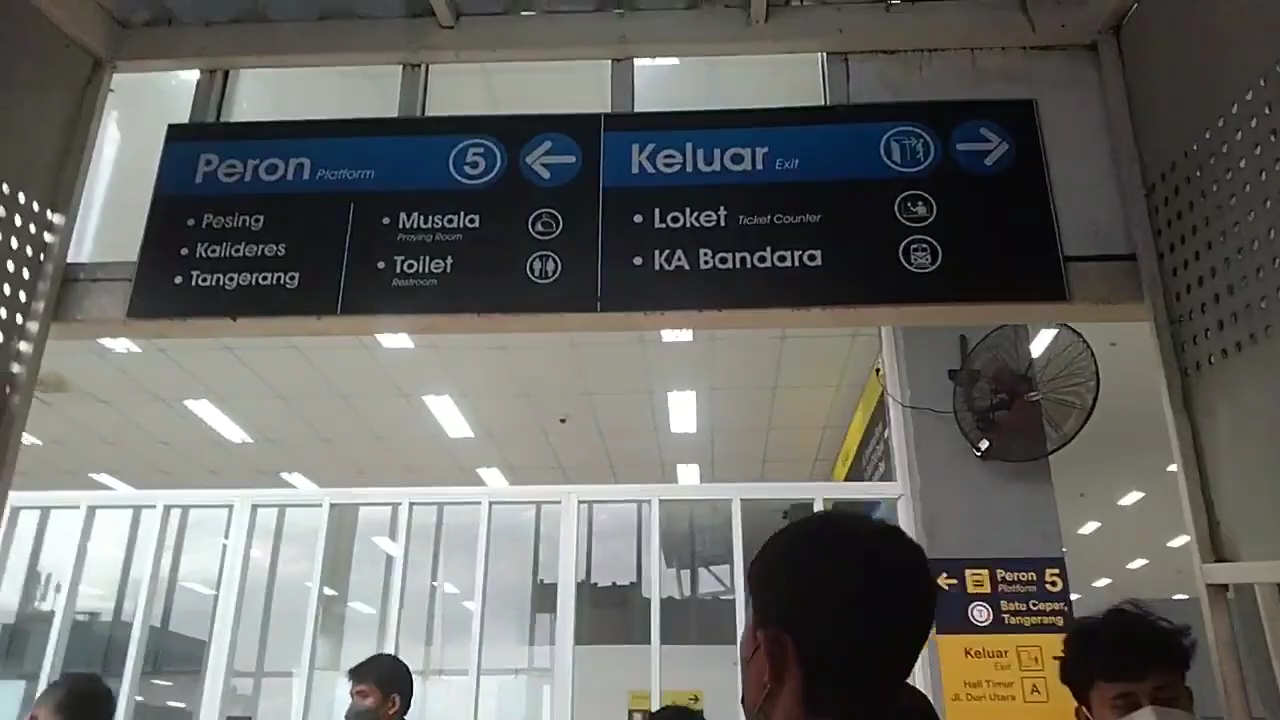 Peron Platform 5
Pesing
Kalideres
Tangerang
Musala
Proying Room
Toilet
Restroom
Keluar Exit
Loket Ticket Counter
KA Bandara
Peron 5
Platform
T Batu Ceper,
Tangerang
Keluar
Exit
Hall Timur A
Jl. Duri Utara